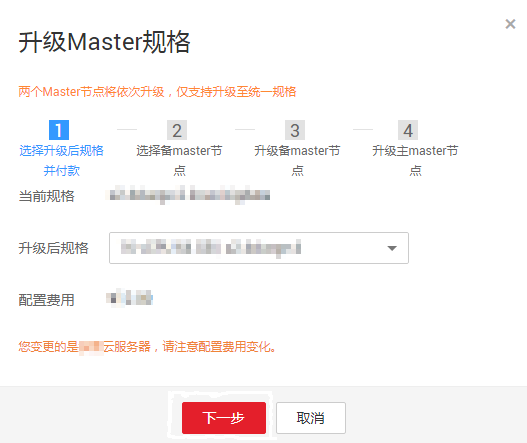 ×
升级Master规格
两个Master节点将依次升级，仅支持升级至统一规格
1 2 3 4
选择升级后规格并付款
选择备master节点
升级备master节点
升级主master节点
当前规格
升级后规格
配置费用
您变更的是云服务器，请注意配置费用变化。
下一步 取消